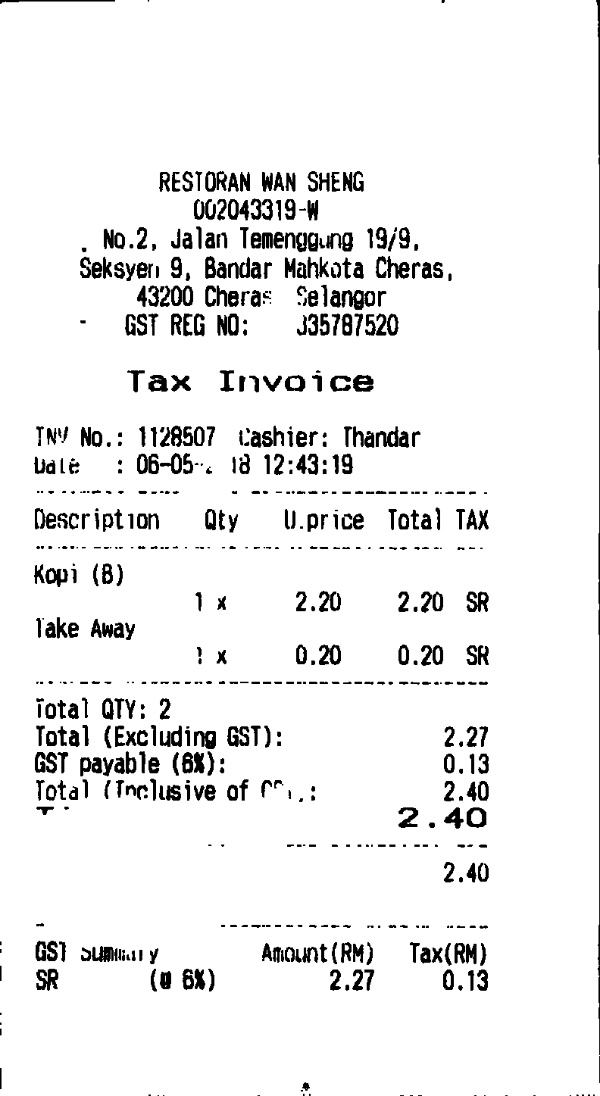 RESTORAN WAN SHENG
002043319-W
No.2, Jalan Temenggung 19/9,
Seksyen 9, Bandar Mahkota Cheras,
43200 Cheras Selangor
- GST REG NO: 335787520
Tax Invoice
INV No.: 1128507 Cashier: Thandar
Date : 06-05- 18 12:43:19
Description Qty U.price Total TAX
Kopi (B)
1 x 2.20 2.20 SR
Take Away
1 x 0.20 0.20 SR
Total QTY: 2
Total (Excluding GST): 2.27
GST payable (6%): 0.13
Total (Inclusive of :  2.40
2.40
2.40
GST Summary Amount(RM) Tax(RM)
SR (@ 6%) 2.27 0.13